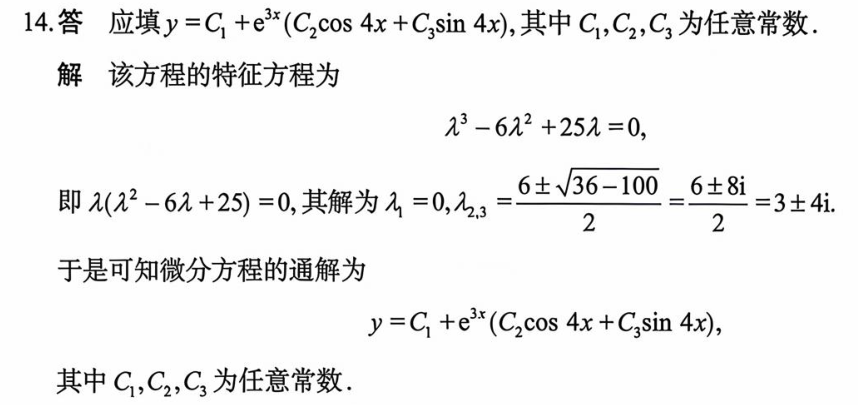 14.答 应填 y = C₁ + e³ˣ(C₂cos 4x + C₃sin 4x), 其中 C₁, C₂, C₃ 为任意常数.
解 该方程的特征方程为
λ³ − 6λ² + 25λ = 0,
即 λ(λ² − 6λ + 25) = 0, 其解为 λ₁ = 0, λ₂,₃ = (6 ± √(36 − 100))/2 = (6 ± 8i)/2 = 3 ± 4i.
于是可知微分方程的通解为
y = C₁ + e³ˣ(C₂cos 4x + C₃sin 4x),
其中 C₁, C₂, C₃ 为任意常数.